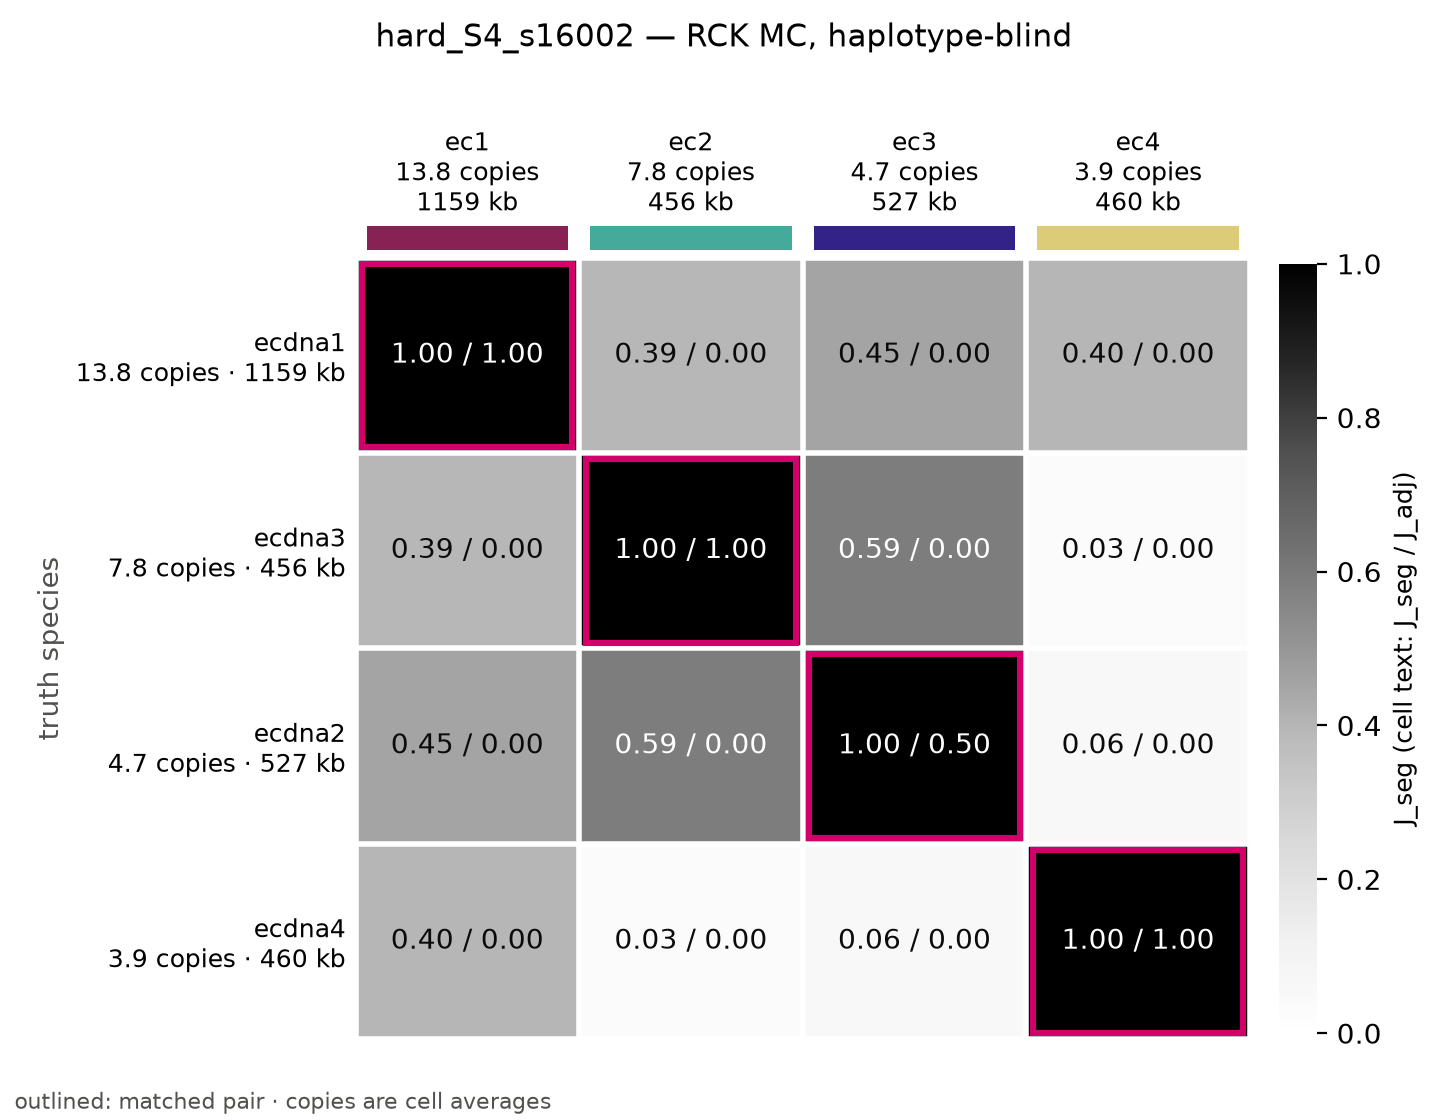 hard_S4_s16002 — RCK MC, haplotype-blind
ec1
13.8 copies
1159 kb
ec2
7.8 copies
456 kb
ec3
4.7 copies
527 kb
ec4
3.9 copies
460 kb
truth species
ecdna1
13.8 copies · 1159 kb
1.00 / 1.00
0.39 / 0.00
0.45 / 0.00
0.40 / 0.00
ecdna3
7.8 copies · 456 kb
0.39 / 0.00
1.00 / 1.00
0.59 / 0.00
0.03 / 0.00
ecdna2
4.7 copies · 527 kb
0.45 / 0.00
0.59 / 0.00
1.00 / 0.50
0.06 / 0.00
ecdna4
3.9 copies · 460 kb
0.40 / 0.00
0.03 / 0.00
0.06 / 0.00
1.00 / 1.00
1.0
0.8
0.6
0.4
0.2
0.0
J_seg (cell text: J_seg / J_adj)
outlined: matched pair · copies are cell averages